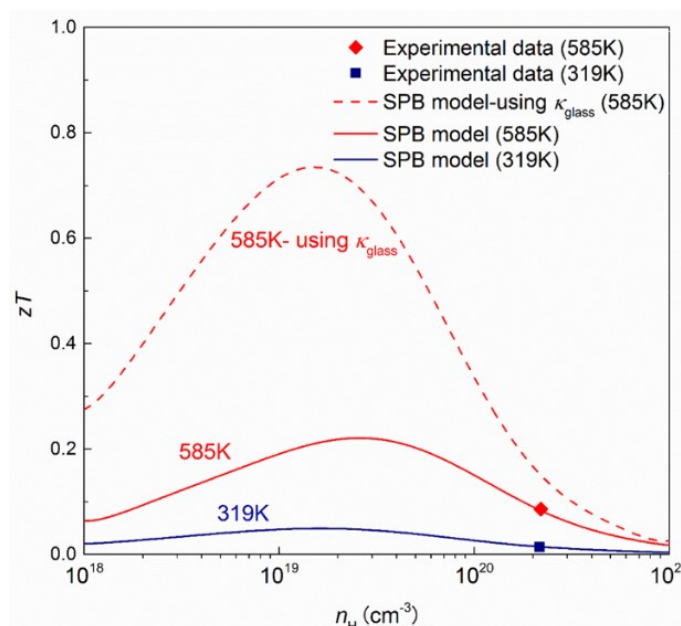 1.0
0.8
0.6
0.4
0.2
0.0
zT
Experimental data (585K)
Experimental data (319K)
SPB model-using κglass (585K)
SPB model (585K)
SPB model (319K)
585K- using κglass
585K
319K
10^18
10^19
10^20
10^2
(cm^-3)